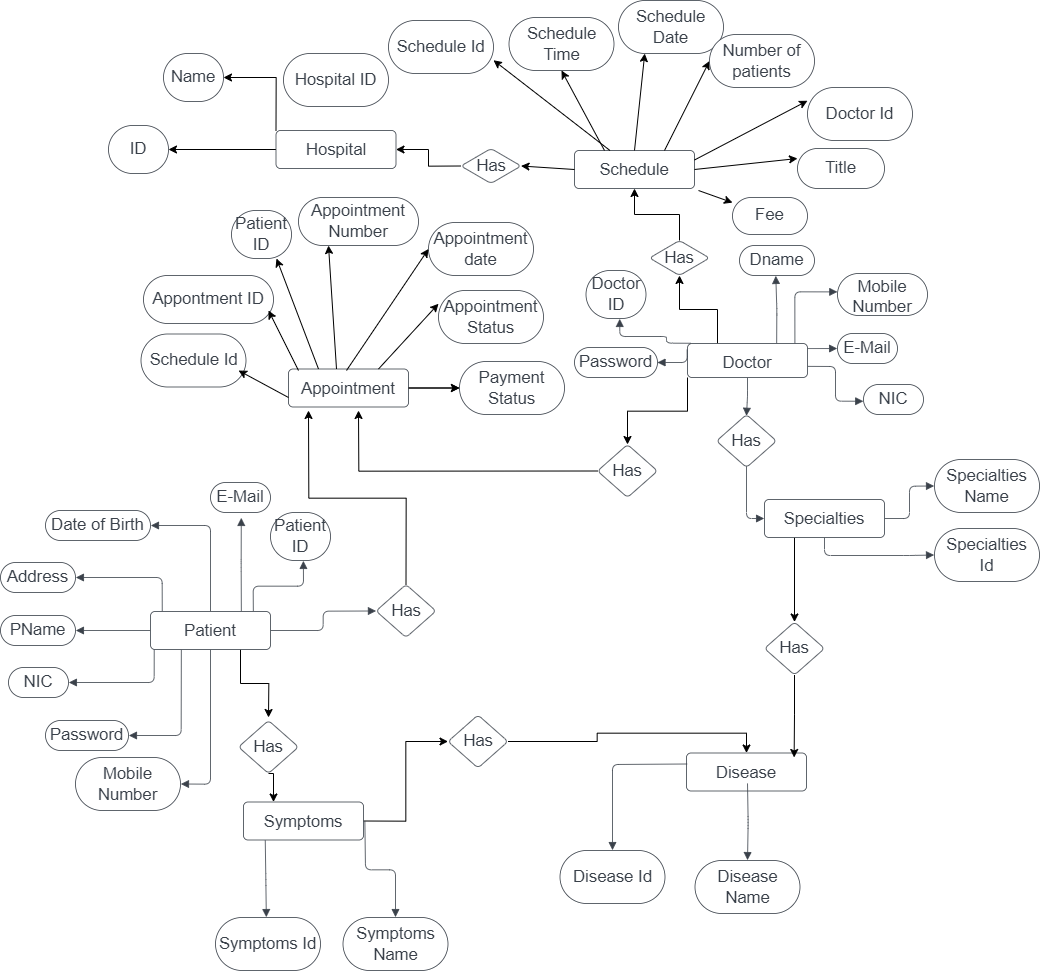 Schedule Id
Schedule
Time
Schedule
Date
Number of
patients
Name
Hospital ID
Doctor Id
ID
Hospital
Has
Schedule
Title
Fee
Patient
ID
Appointment
Number
Appointment
date
Has
Dname
Appontment ID
Appointment
Status
Doctor
ID
Mobile
Number
Schedule Id
Password
Doctor
E-Mail
Appointment
Payment
Status
NIC
Has
Has
Specialties
Name
E-Mail
Date of Birth
Patient
ID
Specialties
Specialties
Id
Address
PName
Patient
Has
Has
NIC
Password
Has
Has
Mobile
Number
Disease
Symptoms
Disease Id
Disease
Name
Symptoms Id
Symptoms
Name